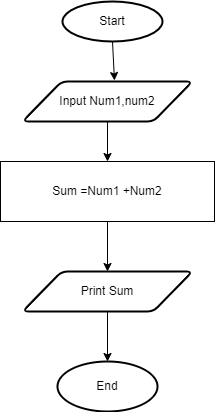 Start
Input Num1,num2
Sum =Num1 +Num2
Print Sum
End